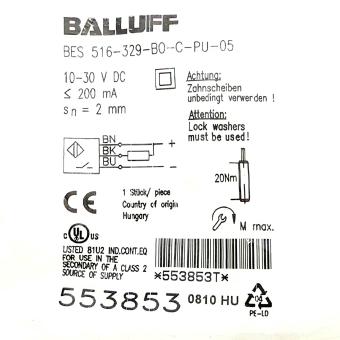 BALLUFF
BES 516-329-BO-C-PU-05
10-30 V DC
≤ 200 mA
sn = 2 mm
Achtung:
Zahnscheiben
unbedingt verwenden!
Attention:
Lock washers
must be used!
BN +
BK
BU –
20Nm
M max.
CE
1 Stück/ piece
Country of origin
Hungary
C UL US
LISTED 81U2 IND.CONT.EQ
FOR USE IN THE
SECONDARY OF A CLASS 2
SOURCE OF SUPPLY
*553853T*
553853 0810 HU
04
PE-LD